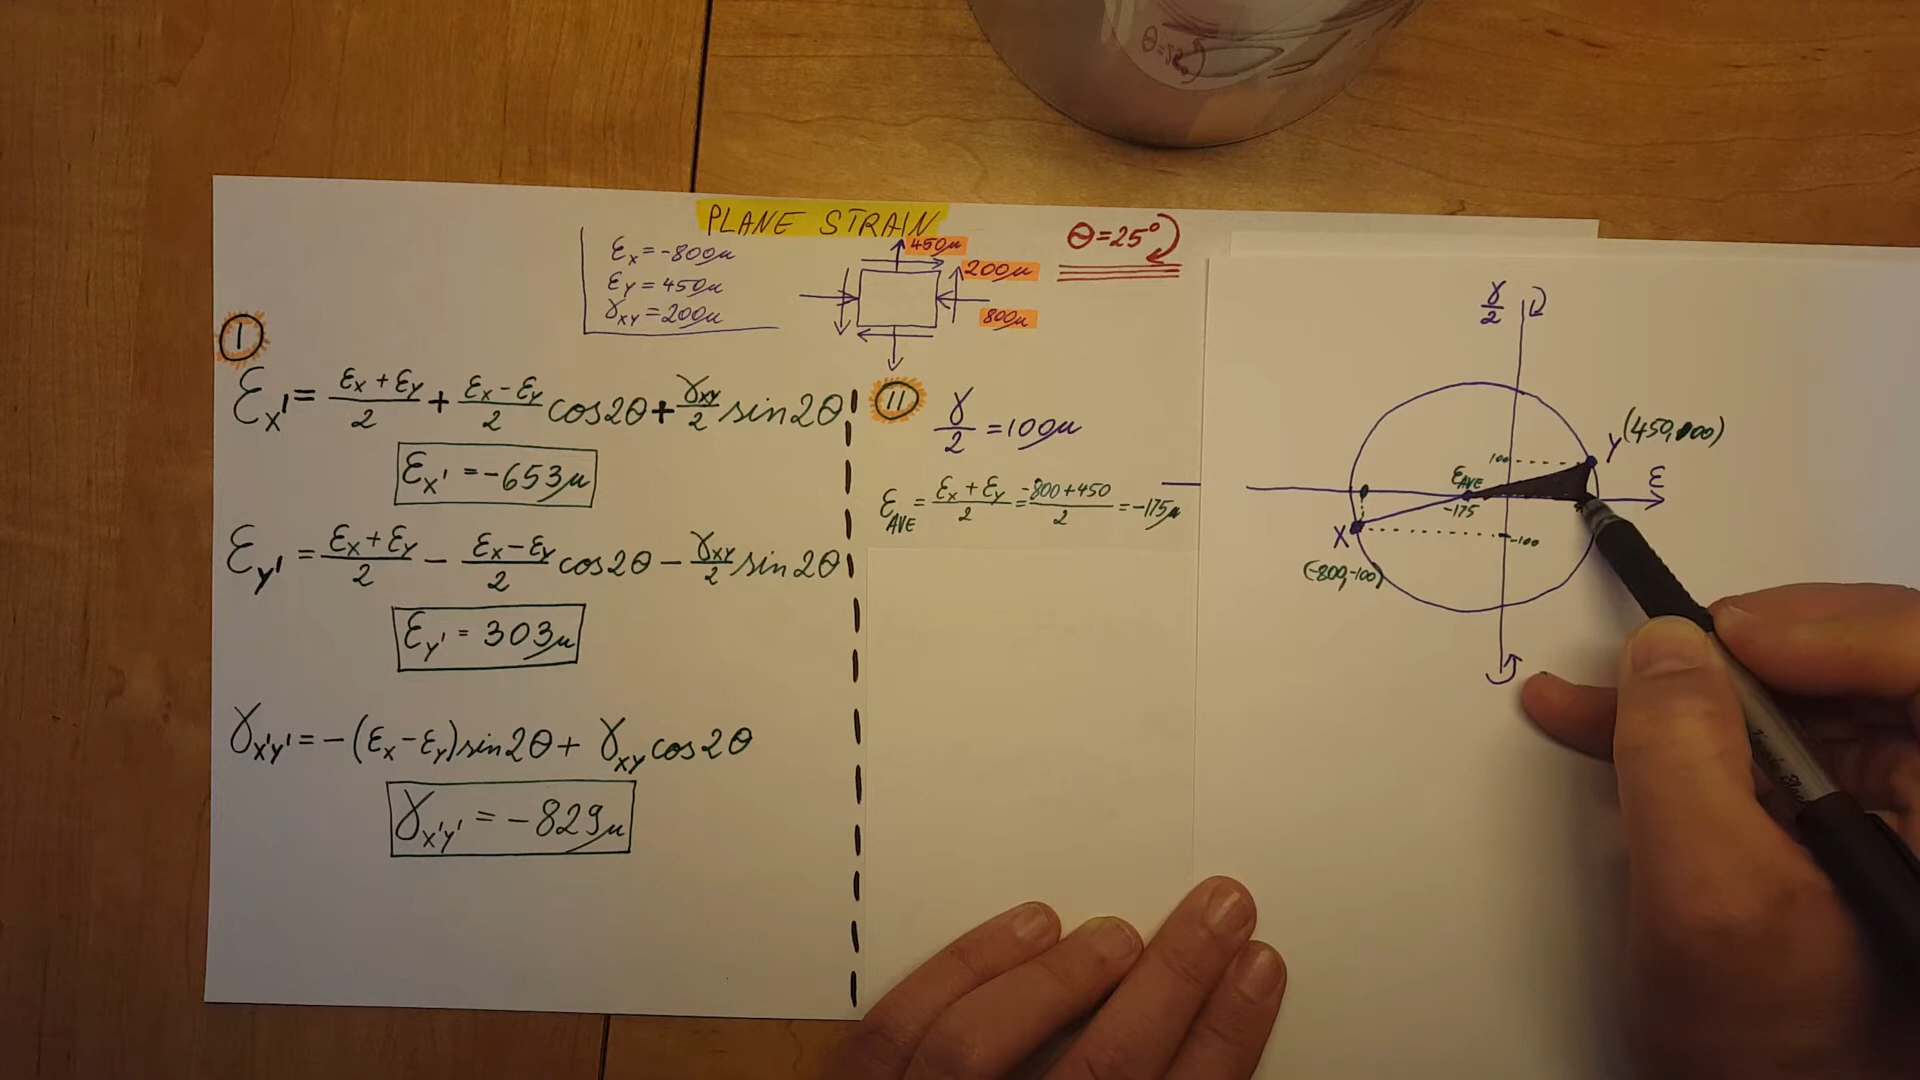 PLANE STRAIN
εx=-800μ
εy=450μ
γxy=200μ
450μ
200μ
800μ
θ=25°
I
εx'=(εx+εy)/2+(εx-εy)/2 cos2θ+γxy/2 sin2θ
εx'=-653μ
εy'=(εx+εy)/2-(εx-εy)/2 cos2θ-γxy/2 sin2θ
εy'=303μ
γx'y'=-(εx-εy)sin2θ+γxy cos2θ
γx'y'=-829μ
II
γ/2=100μ
εAVE=(εx+εy)/2=(-800+450)/2=-175μ
γ/2
Y(450,100)
100
εAVE
ε
-175
X
-100
(-800,-100)